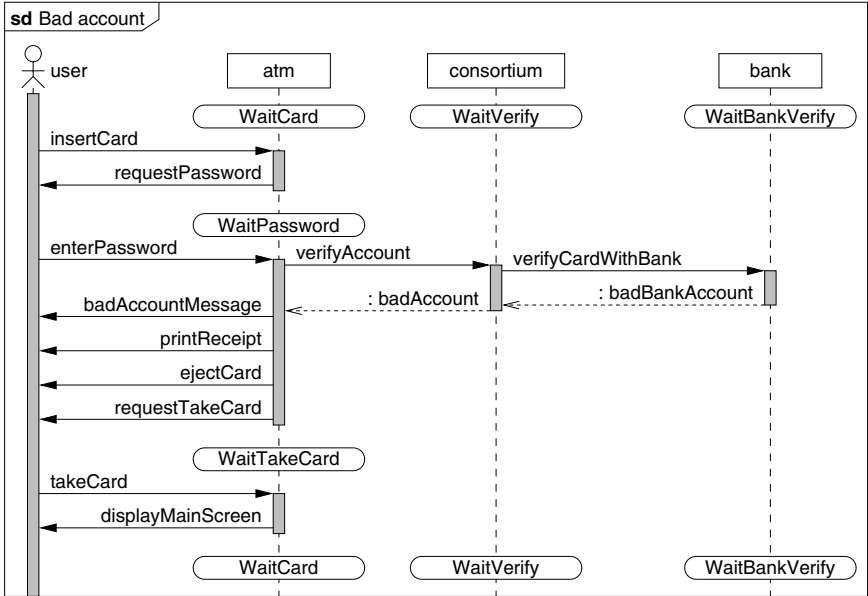 sd Bad account
user
atm
consortium
bank
WaitCard
WaitVerify
WaitBankVerify
insertCard
requestPassword
WaitPassword
enterPassword
verifyAccount
verifyCardWithBank
: badBankAccount
: badAccount
badAccountMessage
printReceipt
ejectCard
requestTakeCard
WaitTakeCard
takeCard
displayMainScreen
WaitCard
WaitVerify
WaitBankVerify